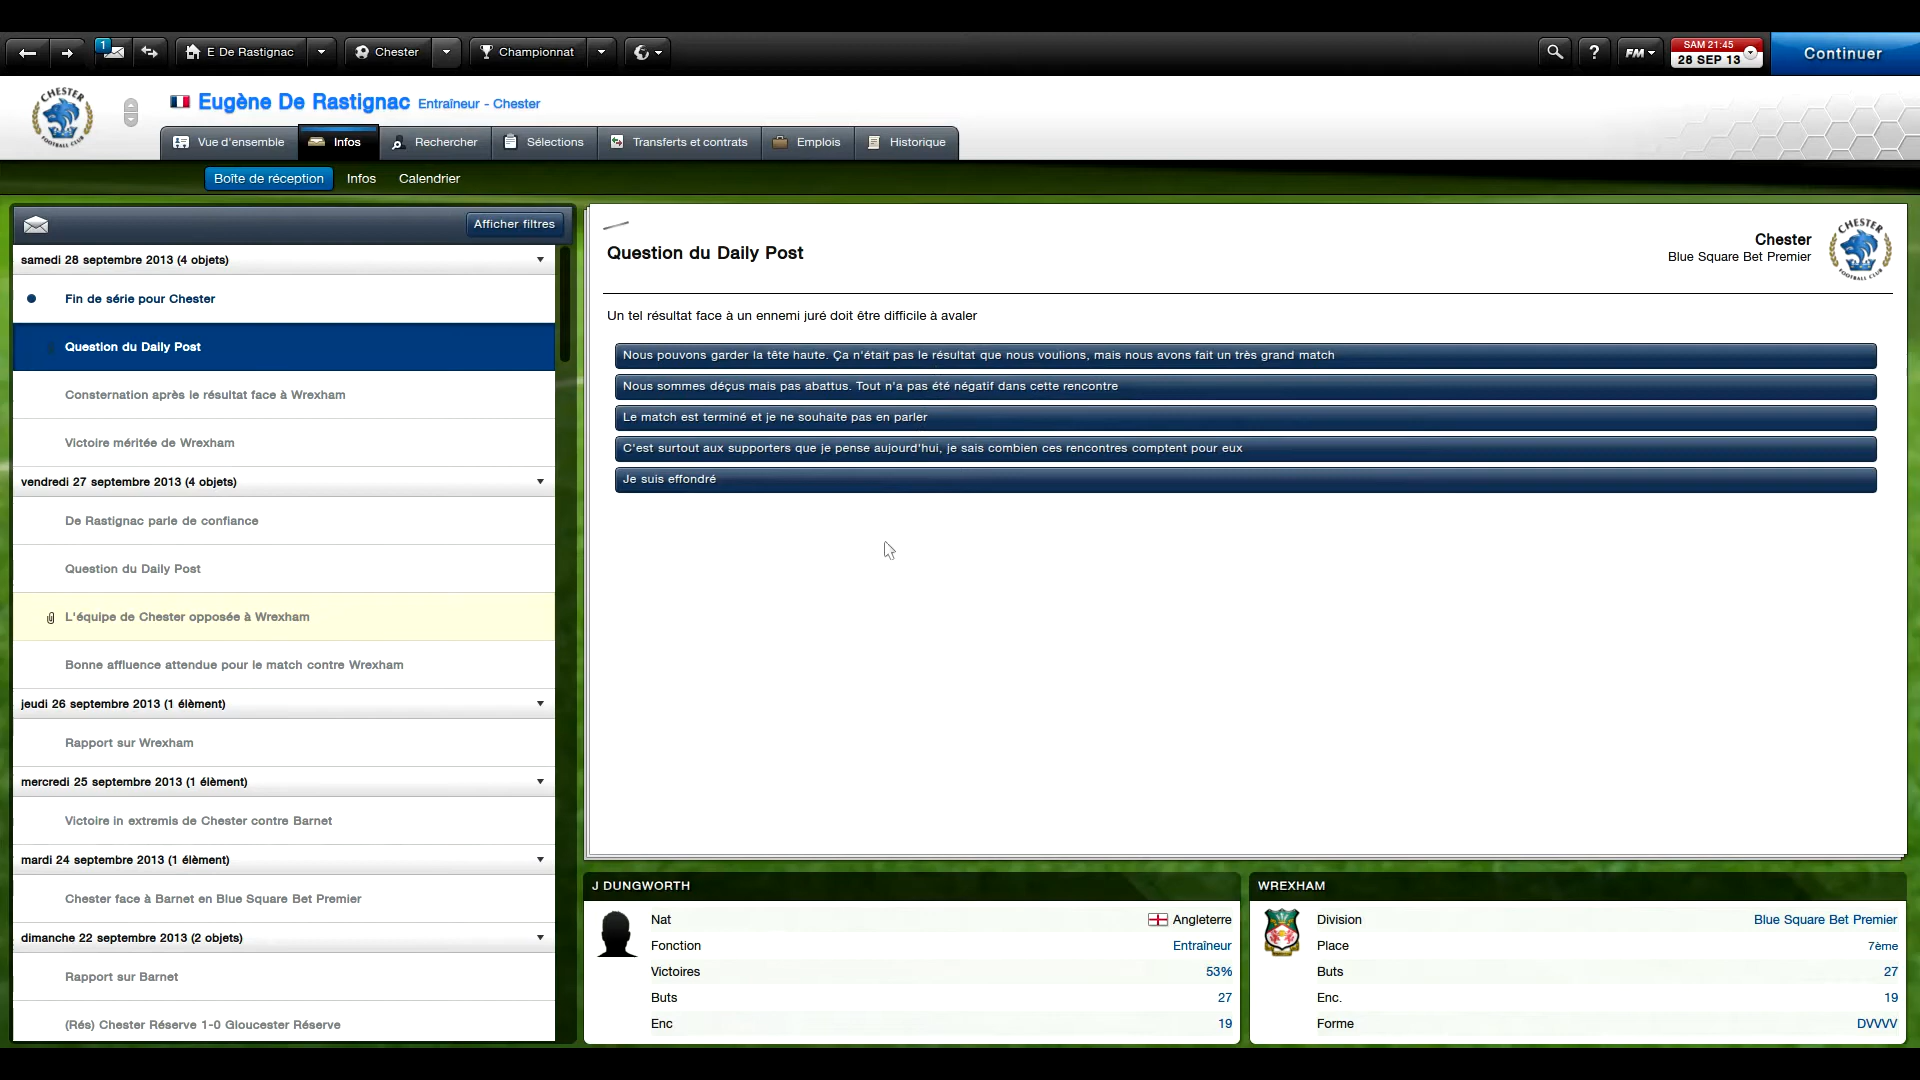 1
E De Rastignac
Chester
Championnat
?
FM
SAM 21:45
28 SEP 13
Continuer
CHESTER
FOOTBALL CLUB
Eugène De Rastignac Entraîneur - Chester
Vue d'ensemble
Infos
Rechercher
Sélections
Transferts et contrats
Emplois
Historique
Boîte de réception
Infos
Calendrier
Afficher filtres
samedi 28 septembre 2013 (4 objets)
Fin de série pour Chester
Question du Daily Post
Consternation après le résultat face à Wrexham
Victoire méritée de Wrexham
vendredi 27 septembre 2013 (4 objets)
De Rastignac parle de confiance
Question du Daily Post
L'équipe de Chester opposée à Wrexham
Bonne affluence attendue pour le match contre Wrexham
jeudi 26 septembre 2013 (1 élèment)
Rapport sur Wrexham
mercredi 25 septembre 2013 (1 élèment)
Victoire in extremis de Chester contre Barnet
mardi 24 septembre 2013 (1 élèment)
Chester face à Barnet en Blue Square Bet Premier
dimanche 22 septembre 2013 (2 objets)
Rapport sur Barnet
(Rés) Chester Réserve 1-0 Gloucester Réserve
Question du Daily Post
Chester
Blue Square Bet Premier
CHESTER
FOOTBALL CLUB
Un tel résultat face à un ennemi juré doit être difficile à avaler
Nous pouvons garder la tête haute. Ça n'était pas le résultat que nous voulions, mais nous avons fait un très grand match
Nous sommes déçus mais pas abattus. Tout n'a pas été négatif dans cette rencontre
Le match est terminé et je ne souhaite pas en parler
C'est surtout aux supporters que je pense aujourd'hui, je sais combien ces rencontres comptent pour eux
Je suis effondré
J DUNGWORTH
Nat Angleterre
Fonction Entraîneur
Victoires 53%
Buts 27
Enc 19
WREXHAM
Division Blue Square Bet Premier
Place 7ème
Buts 27
Enc. 19
Forme DVVVV